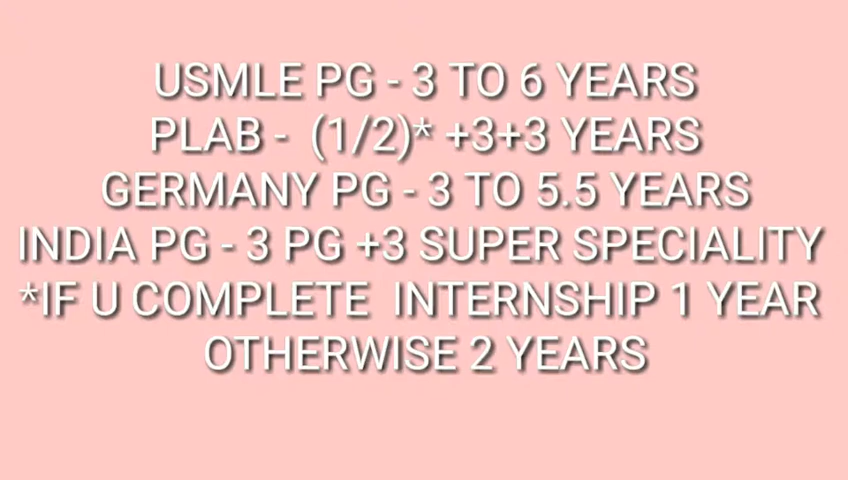 USMLE PG - 3 TO 6 YEARS
PLAB - (1/2)* +3+3 YEARS
GERMANY PG - 3 TO 5.5 YEARS
INDIA PG - 3 PG +3 SUPER SPECIALITY
*IF U COMPLETE INTERNSHIP 1 YEAR
OTHERWISE 2 YEARS